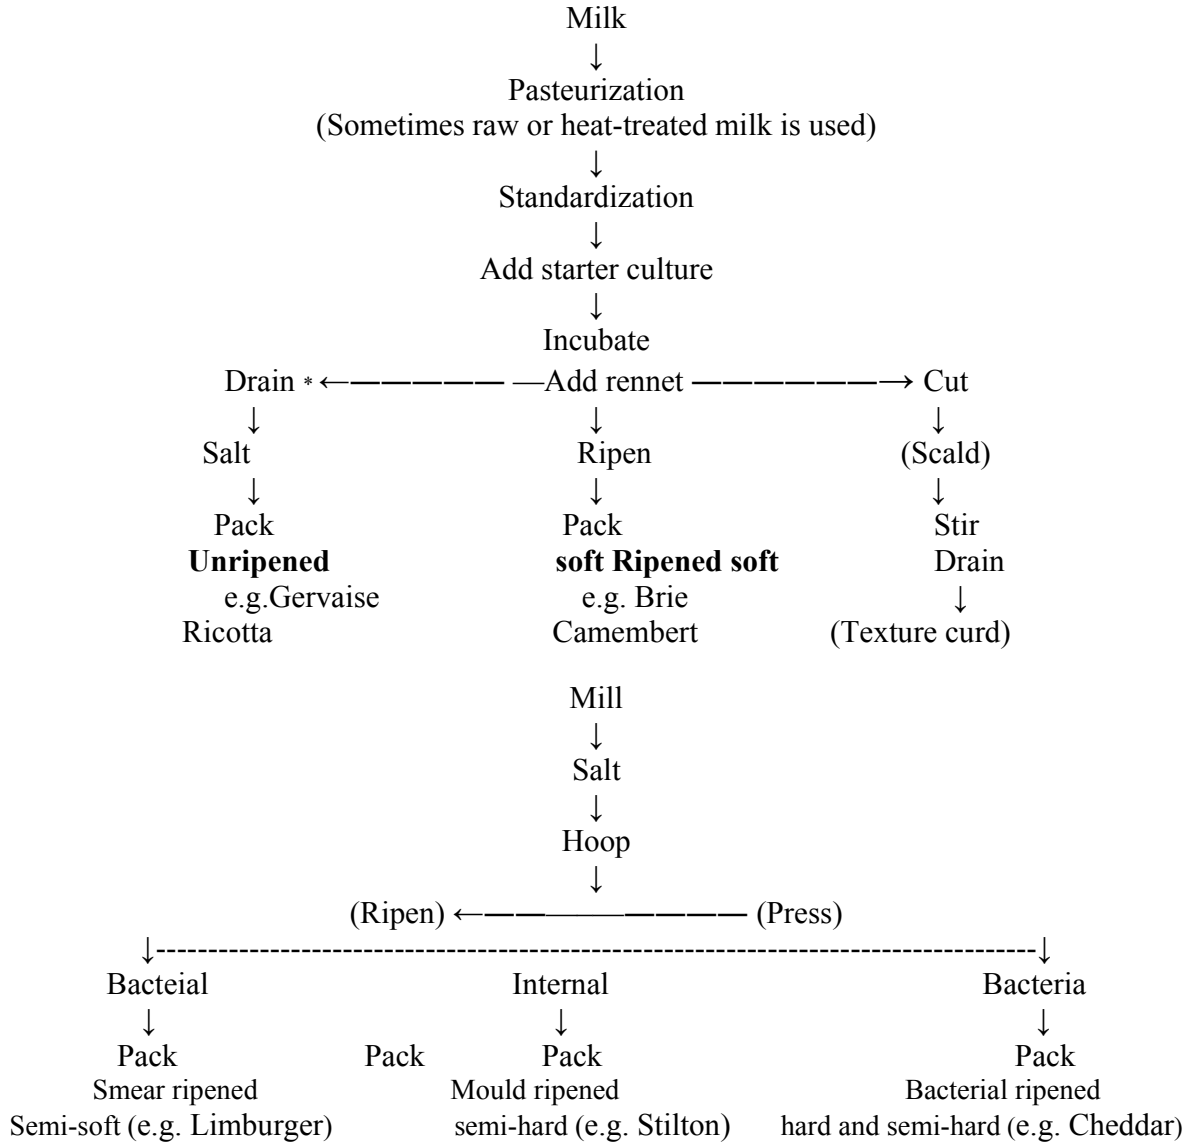 Milk
↓
Pasteurization
(Sometimes raw or heat-treated milk is used)
↓
Standardization
↓
Add starter culture
↓
Incubate
Drain * ←—————— —Add rennet ——————→ Cut
↓ ↓ ↓
Salt Ripen (Scald)
↓ ↓ ↓
Pack Pack Stir
Unripened soft Ripened soft Drain
e.g.Gervaise e.g. Brie ↓
Ricotta Camembert (Texture curd)
Mill
↓
Salt
↓
Hoop
↓
(Ripen) ←———————— (Press)
↓------------------------------------------------------------------------------------↓
Bacteial Internal Bacteria
↓ ↓ ↓
Pack Pack Pack Pack
Smear ripened Mould ripened Bacterial ripened
Semi-soft (e.g. Limburger) semi-hard (e.g. Stilton) hard and semi-hard (e.g. Cheddar)